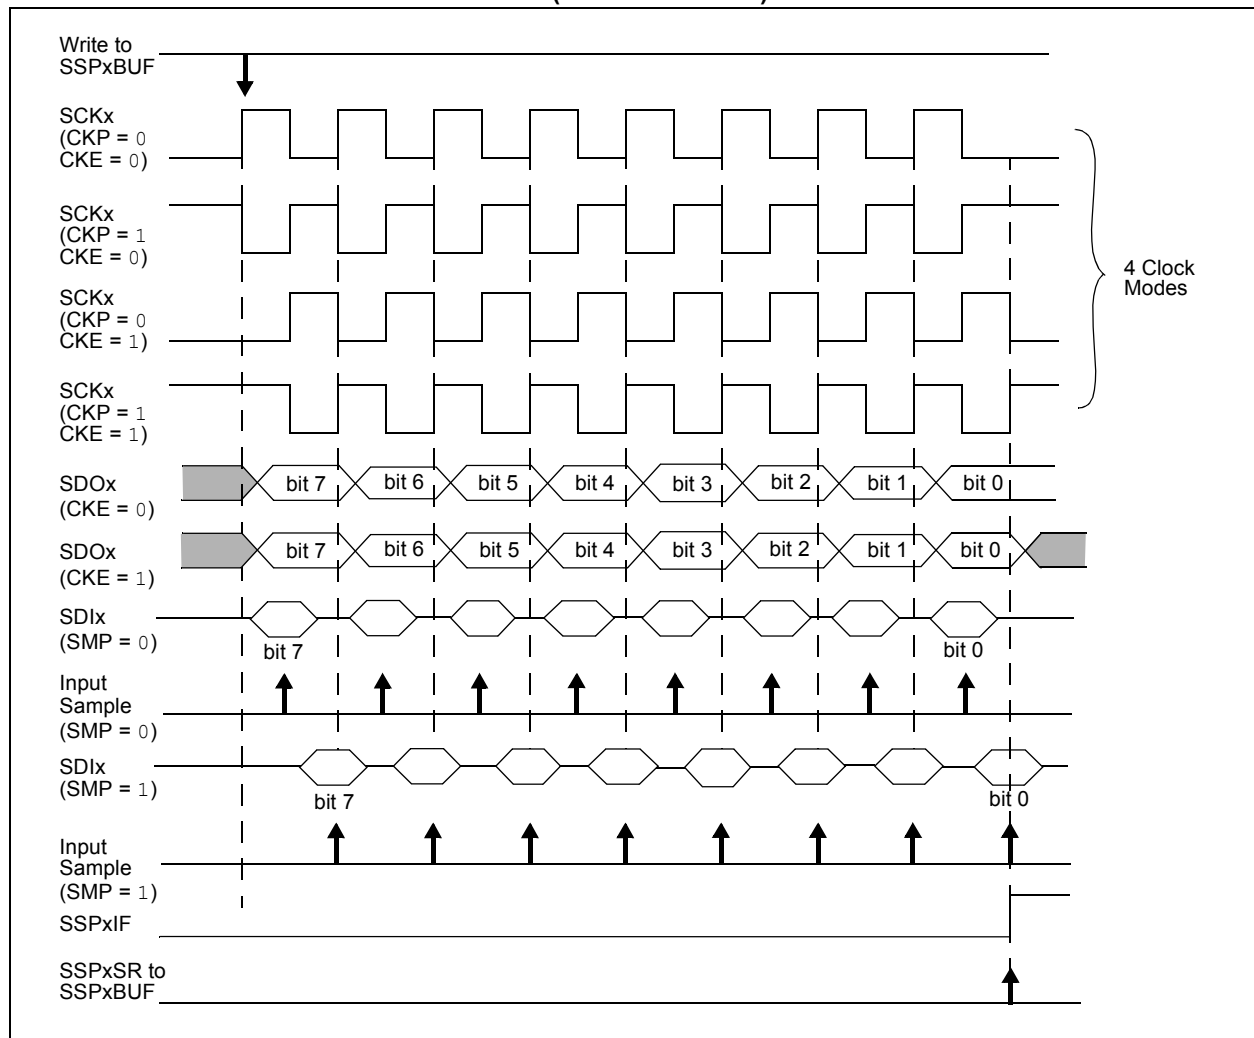 Write to
SSPxBUF
SCKx
(CKP = 0
CKE = 0)
SCKx
(CKP = 1
CKE = 0)
4 Clock
Modes
SCKx
(CKP = 0
CKE = 1)
SCKx
(CKP = 1
CKE = 1)
SDOx
(CKE = 0)
bit 7 bit 6 bit 5 bit 4 bit 3 bit 2 bit 1 bit 0
SDOx
(CKE = 1)
bit 7 bit 6 bit 5 bit 4 bit 3 bit 2 bit 1 bit 0
SDIx
(SMP = 0)
bit 7 bit 0
Input
Sample
(SMP = 0)
SDIx
(SMP = 1)
bit 7 bit 0
Input
Sample
(SMP = 1)
SSPxIF
SSPxSR to
SSPxBUF